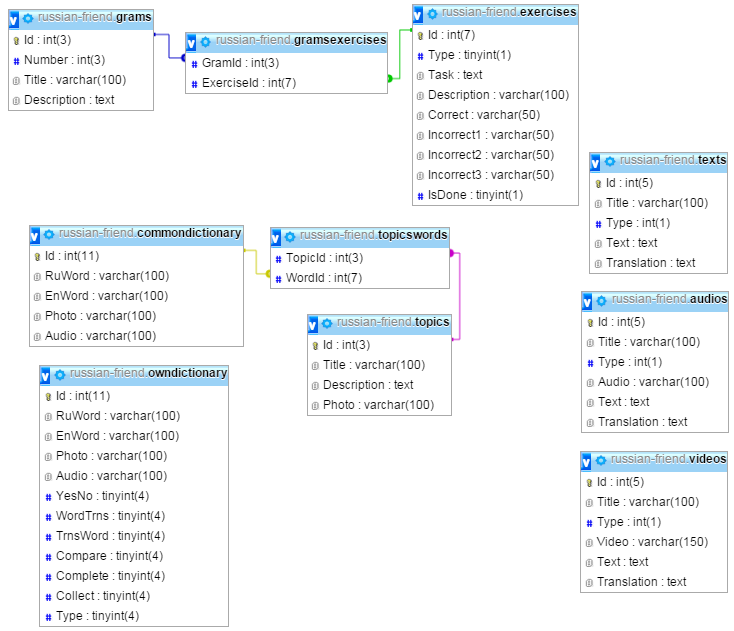 russian-friend.grams
Id : int(3)
Number : int(3)
Title : varchar(100)
Description : text
russian-friend.gramsexercises
GramId : int(3)
ExerciseId : int(7)
russian-friend.exercises
Id : int(7)
Type : tinyint(1)
Task : text
Description : varchar(100)
Correct : varchar(50)
Incorrect1 : varchar(50)
Incorrect2 : varchar(50)
Incorrect3 : varchar(50)
IsDone : tinyint(1)
russian-friend.texts
Id : int(5)
Title : varchar(100)
Type : int(1)
Text : text
Translation : text
russian-friend.commondictionary
Id : int(11)
RuWord : varchar(100)
EnWord : varchar(100)
Photo : varchar(100)
Audio : varchar(100)
russian-friend.topicswords
TopicId : int(3)
WordId : int(7)
russian-friend.topics
Id : int(3)
Title : varchar(100)
Description : text
Photo : varchar(100)
russian-friend.audios
Id : int(5)
Title : varchar(100)
Type : int(1)
Audio : varchar(100)
Text : text
Translation : text
russian-friend.owndictionary
Id : int(11)
RuWord : varchar(100)
EnWord : varchar(100)
Photo : varchar(100)
Audio : varchar(100)
YesNo : tinyint(4)
WordTrns : tinyint(4)
TrnsWord : tinyint(4)
Compare : tinyint(4)
Complete : tinyint(4)
Collect : tinyint(4)
Type : tinyint(4)
russian-friend.videos
Id : int(5)
Title : varchar(100)
Type : int(1)
Video : varchar(150)
Text : text
Translation : text